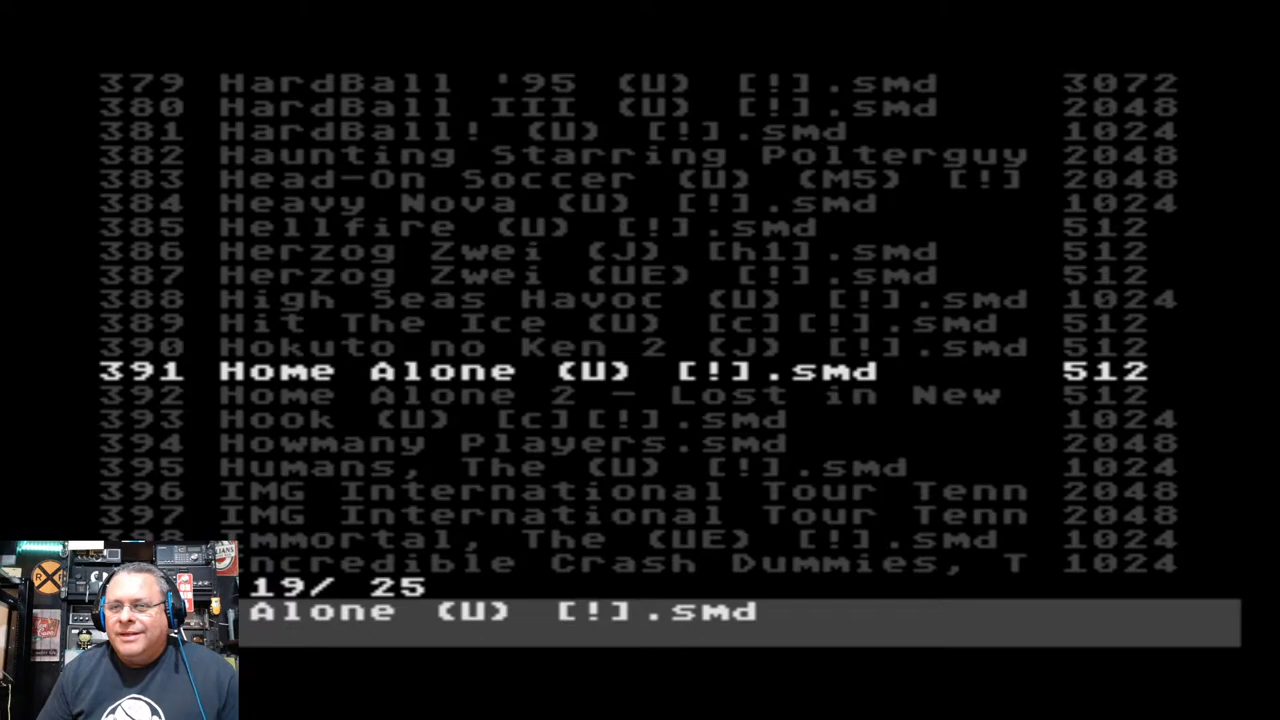 379 HardBall '95 (U) [!].smd 3072
380 HardBall III (U) [!].smd 2048
381 HardBall! (U) [!].smd 1024
382 Haunting Starring Polterguy 2048
383 Head-On Soccer (U) (M5) [!] 2048
384 Heavy Nova (U) [!].smd 1024
385 Hellfire (U) [!].smd 512
386 Herzog Zwei (J) [h1].smd 512
387 Herzog Zwei (UE) [!].smd 512
388 High Seas Havoc (U) [!].smd 1024
389 Hit The Ice (U) [c][!].smd 512
390 Hokuto no Ken 2 (J) [!].smd 512
391 Home Alone (U) [!].smd 512
392 Home Alone 2 - Lost in New 512
393 Hook (U) [c][!].smd 1024
394 Howmany Players.smd 2048
395 Humans, The (U) [!].smd 1024
396 IMG International Tour Tenn 2048
397 IMG International Tour Tenn 2048
mmortal, The (UE) [!].smd 1024
ncredible Crash Dummies, T 1024
19/ 25
Alone (U) [!].smd